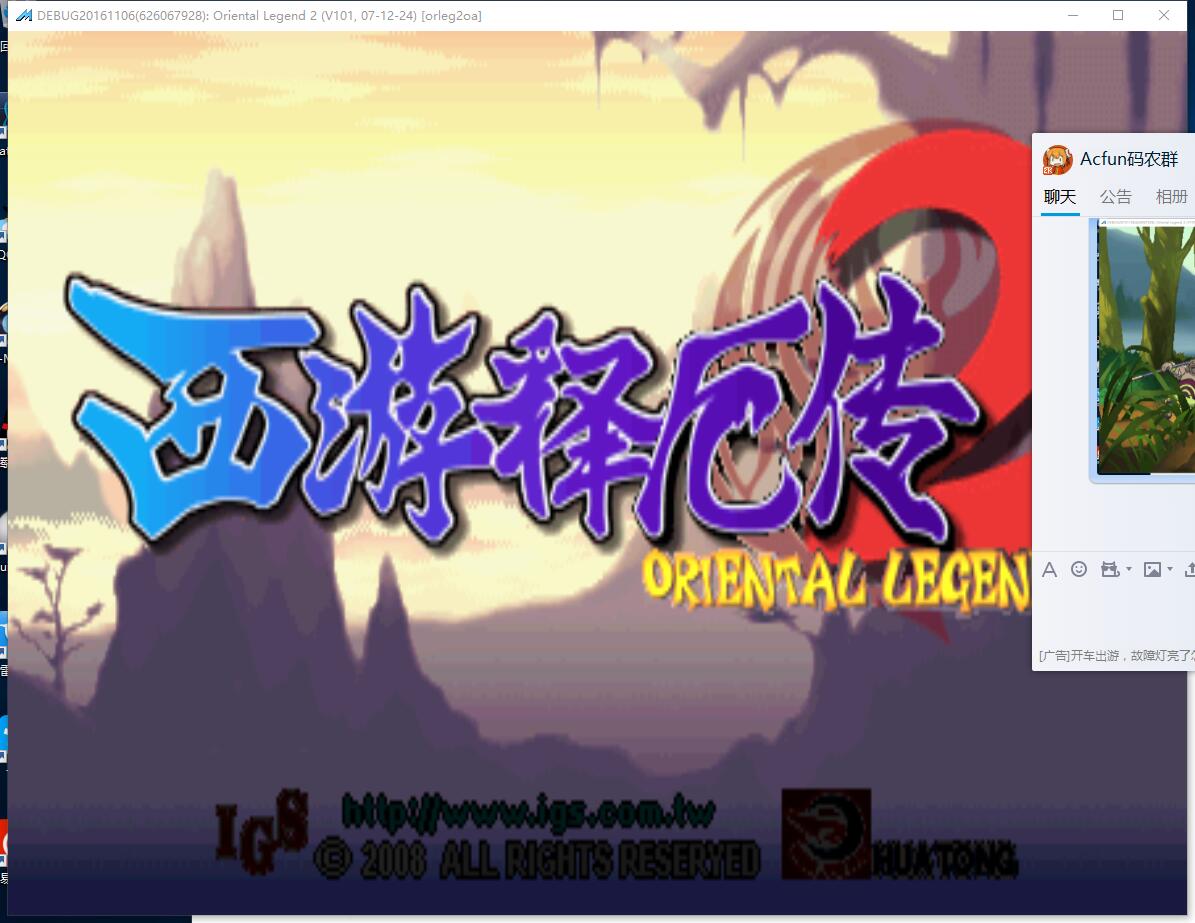 DEBUG20161106(626067928): Oriental Legend 2 (V101, 07-12-24) [orleg2oa]
Acfun码农群
聊天 公告 相册
西游释厄传
2
ORIENTAL LEGEN
[广告]开车出游，故障灯亮了怎
IGS
http://www.igs.com.tw
© 2008 ALL RIGHTS RESERVED
HUATONG